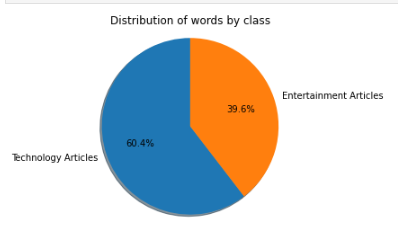 Distribution of words by class
Entertainment Articles
39.6%
60.4%
Technology Articles